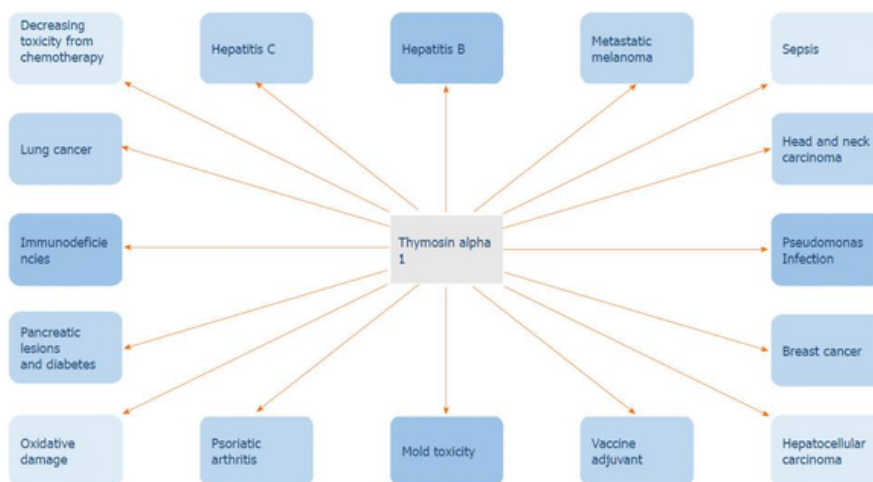 Decreasing
toxicity from
chemotherapy
Hepatitis C
Hepatitis B
Metastatic
melanoma
Sepsis
Lung cancer
Head and neck
carcinoma
Immunodeficie
ncies
Thymosin alpha
1
Pseudomonas
Infection
Pancreatic
lesions
and diabetes
Breast cancer
Oxidative
damage
Psoriatic
arthritis
Mold toxicity
Vaccine
adjuvant
Hepatocellular
carcinoma